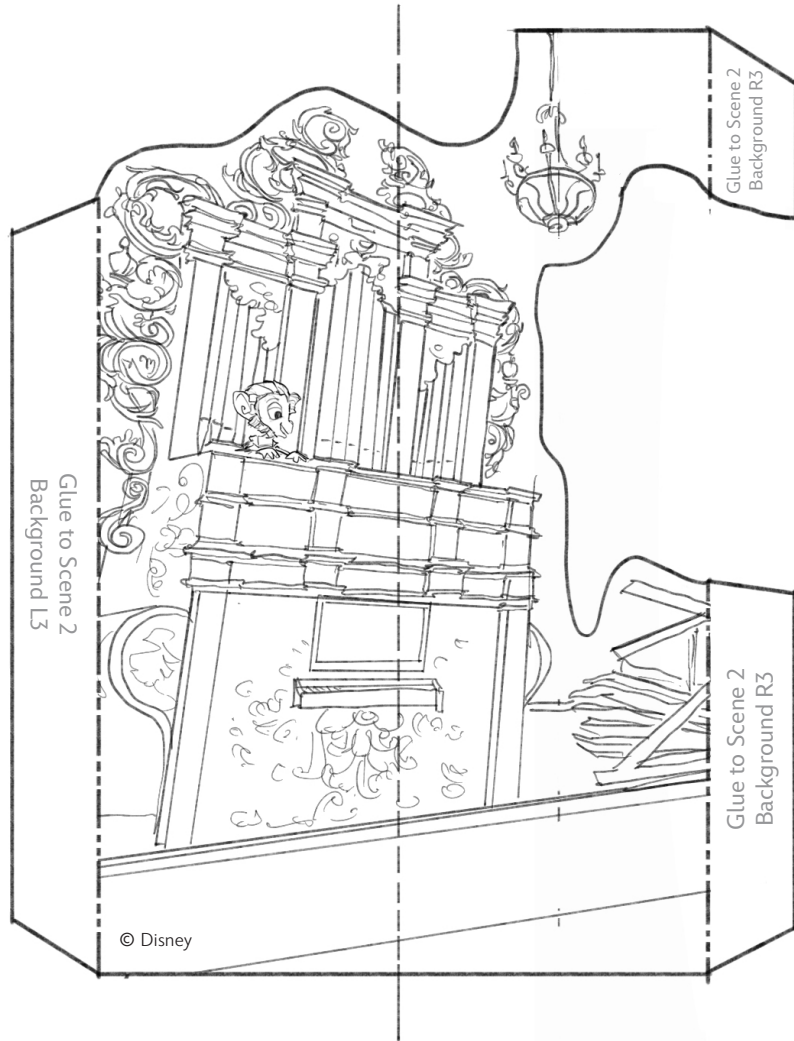 Glue to Scene 2
Background R3
Glue to Scene 2
Background L3
Glue to Scene 2
Background R3
© Disney